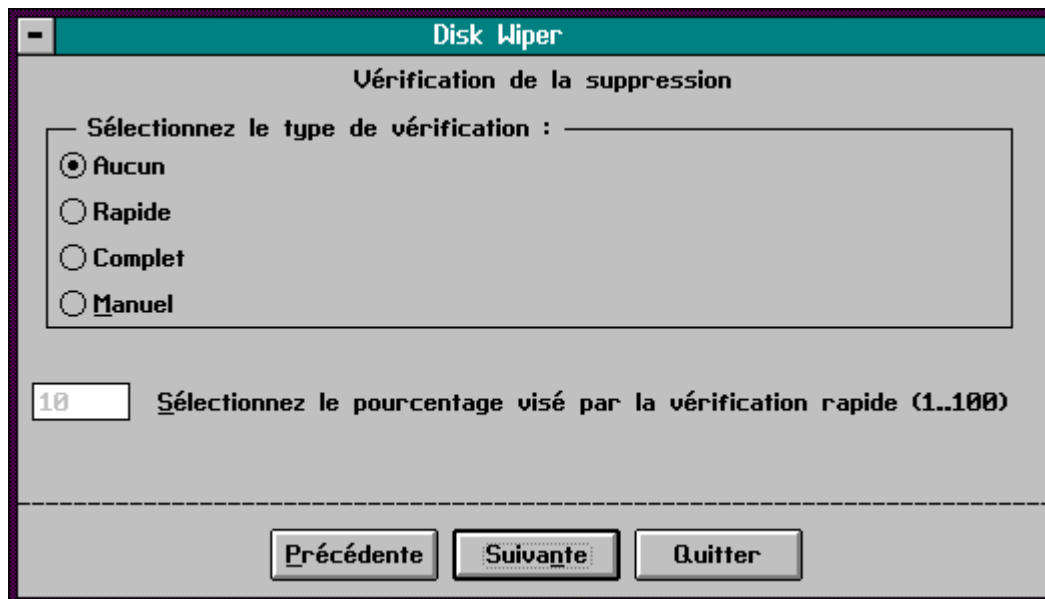 Disk Wiper
Vérification de la suppression
Sélectionnez le type de vérification :
Aucun
Rapide
Complet
Manuel
10 Sélectionnez le pourcentage visé par la vérification rapide (1..100)
Précédente Suivante Quitter